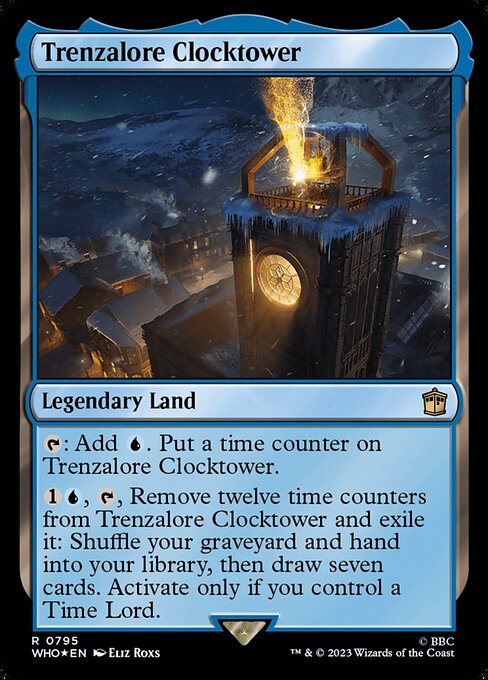 Trenzalore Clocktower
Legendary Land
: Add . Put a time counter on
Trenzalore Clocktower.
1 , , Remove twelve time counters
from Trenzalore Clocktower and exile
it: Shuffle your graveyard and hand
into your library, then draw seven
cards. Activate only if you control a
Time Lord.
R 0795
WHO★EN Eliz Roxs
© BBC
™ & © 2023 Wizards of the Coast